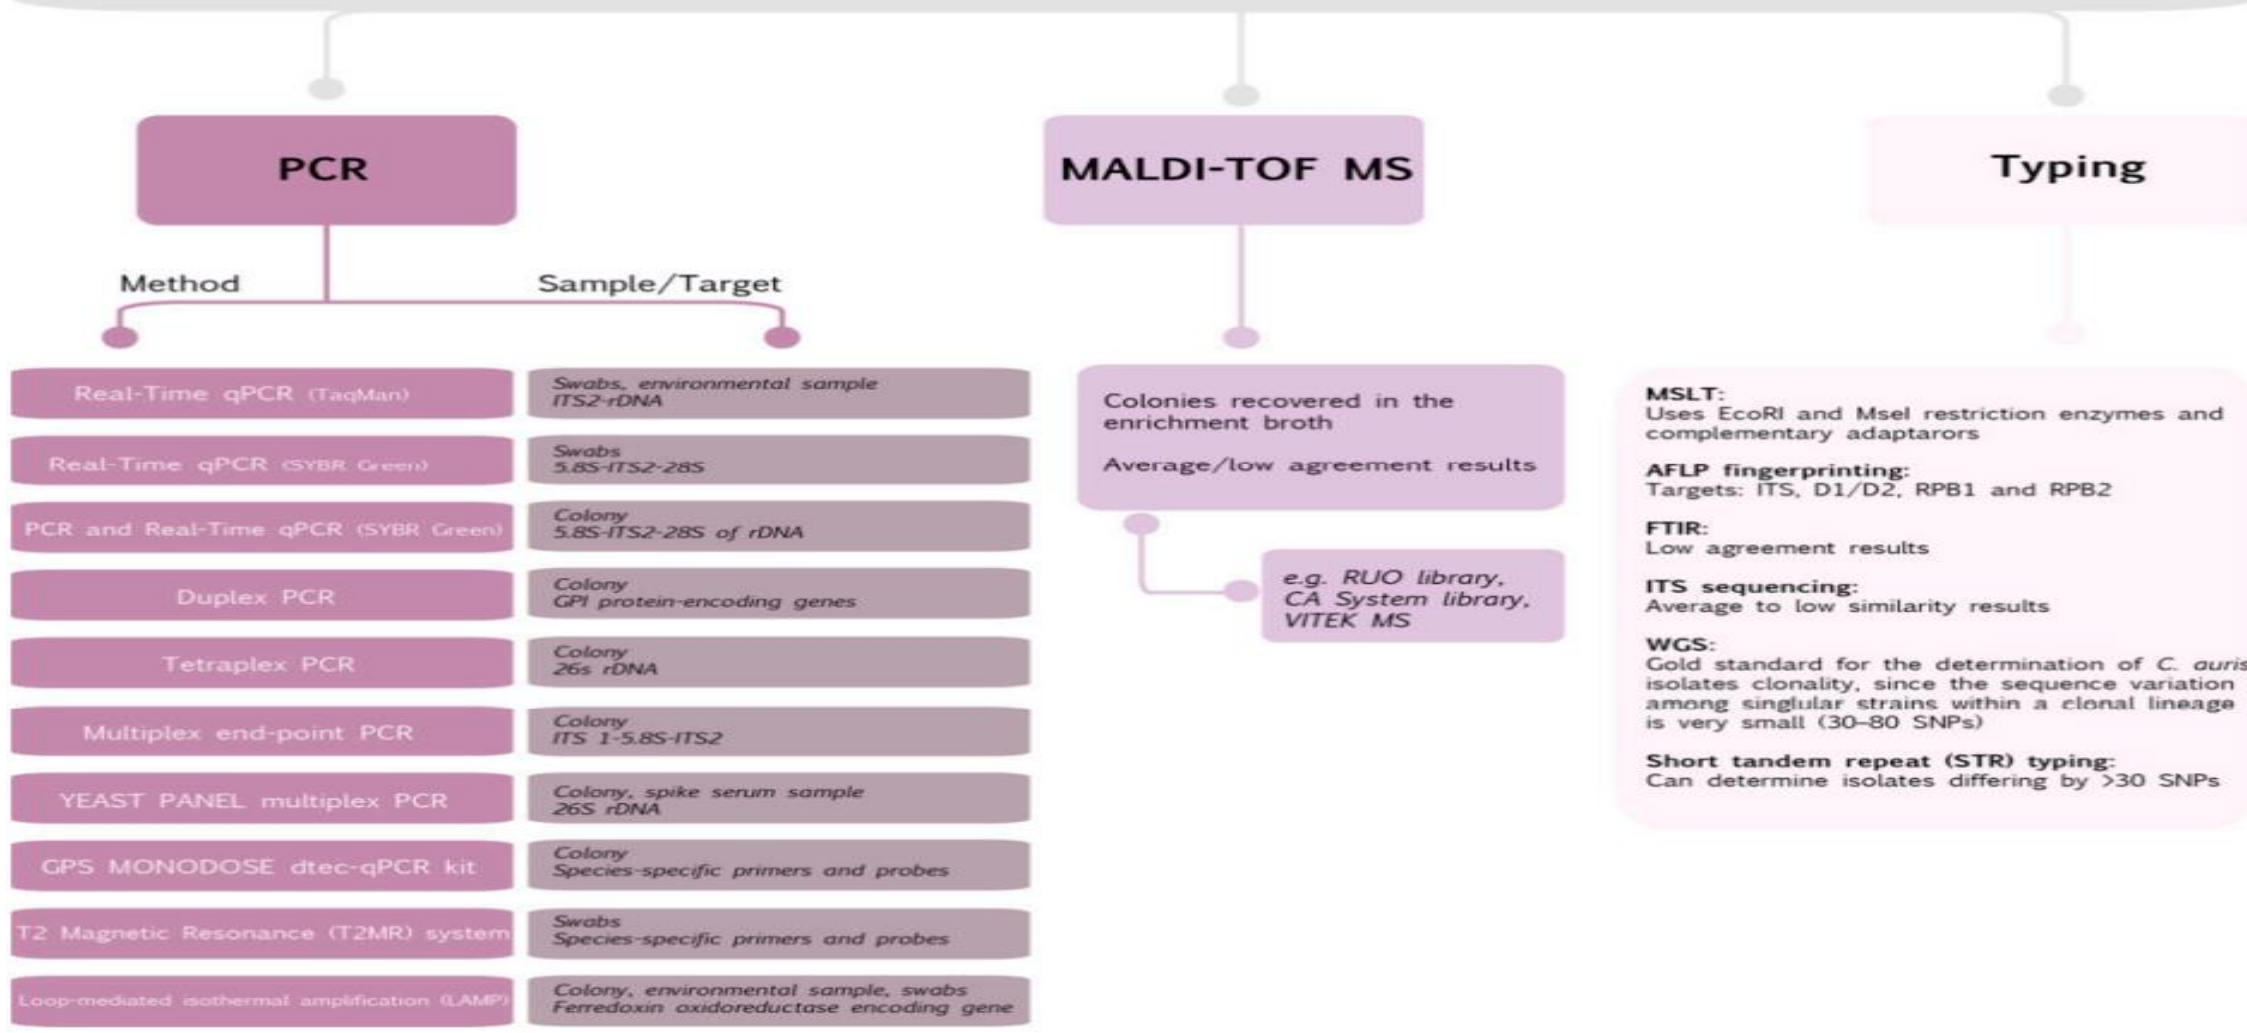 PCR
MALDI-TOF MS
Typing
Method
Sample/Target
Real-Time qPCR (TaqMan)
Swabs, environmental sample
ITS2-rDNA
Real-Time qPCR (SYBR Green)
Swabs
5.8S-ITS2-28S
PCR and Real-Time qPCR (SYBR Green)
Colony
5.8S-ITS2-28S of rDNA
Duplex PCR
Colony
GPI protein-encoding genes
Tetraplex PCR
Colony
26s rDNA
Multiplex end-point PCR
Colony
ITS 1-5.8S-ITS2
YEAST PANEL multiplex PCR
Colony, spike serum sample
26S rDNA
GPS MONODOSE dtec-qPCR kit
Colony
Species-specific primers and probes
T2 Magnetic Resonance (T2MR) system
Swabs
Species-specific primers and probes
Loop-mediated isothermal amplification (LAMP)
Colony, environmental sample, swabs
Ferredoxin oxidoreductase encoding gene
Colonies recovered in the
enrichment broth
Average/low agreement results
e.g. RUO library,
CA System library,
VITEK MS
MSLT:
Uses EcoRI and MseI restriction enzymes and
complementary adaptarors
AFLP fingerprinting:
Targets: ITS, D1/D2, RPB1 and RPB2
FTIR:
Low agreement results
ITS sequencing:
Average to low similarity results
WGS:
Gold standard for the determination of C. auris
isolates clonality, since the sequence variation
among singlular strains within a clonal lineage
is very small (30–80 SNPs)
Short tandem repeat (STR) typing:
Can determine isolates differing by >30 SNPs